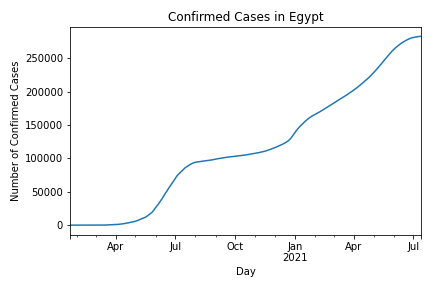 Confirmed Cases in Egypt
Number of Confirmed Cases
250000
200000
150000
100000
50000
0
Apr Jul Oct Jan Apr Jul
2021
Day